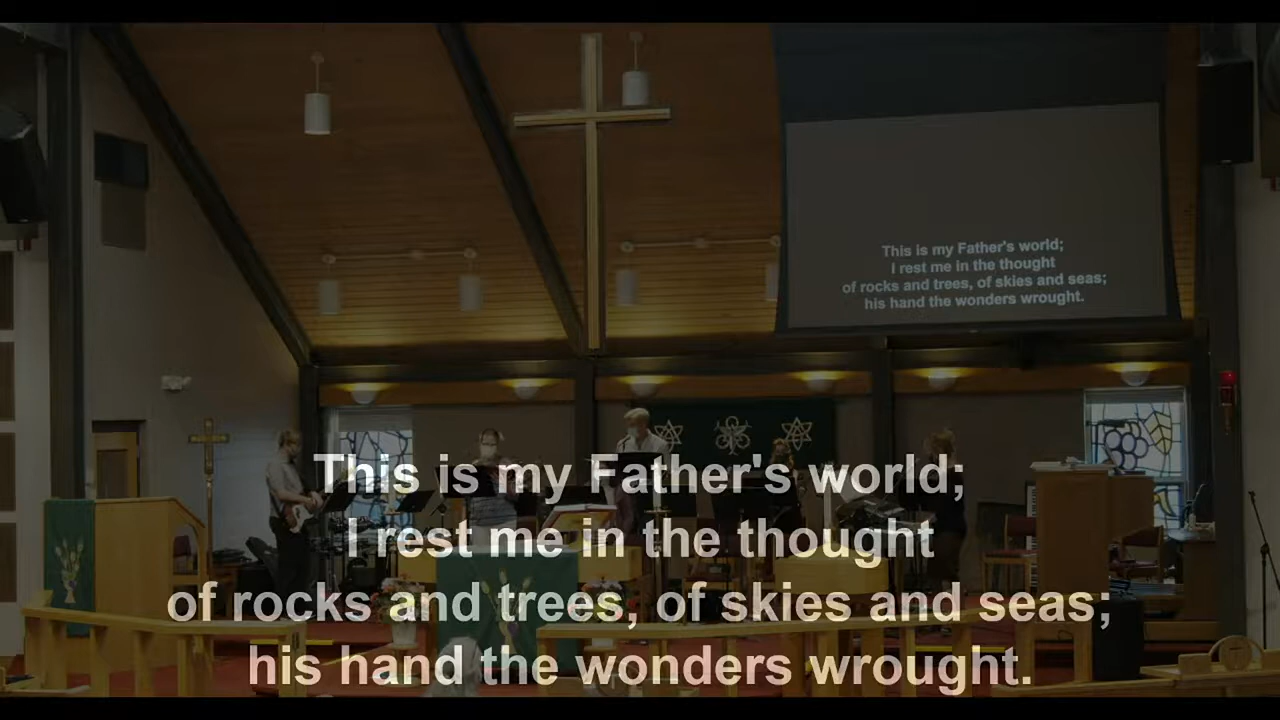 This is my Father's world;
I rest me in the thought
of rocks and trees, of skies and seas;
his hand the wonders wrought.
This is my Father's world;
I rest me in the thought
of rocks and trees, of skies and seas;
his hand the wonders wrought.